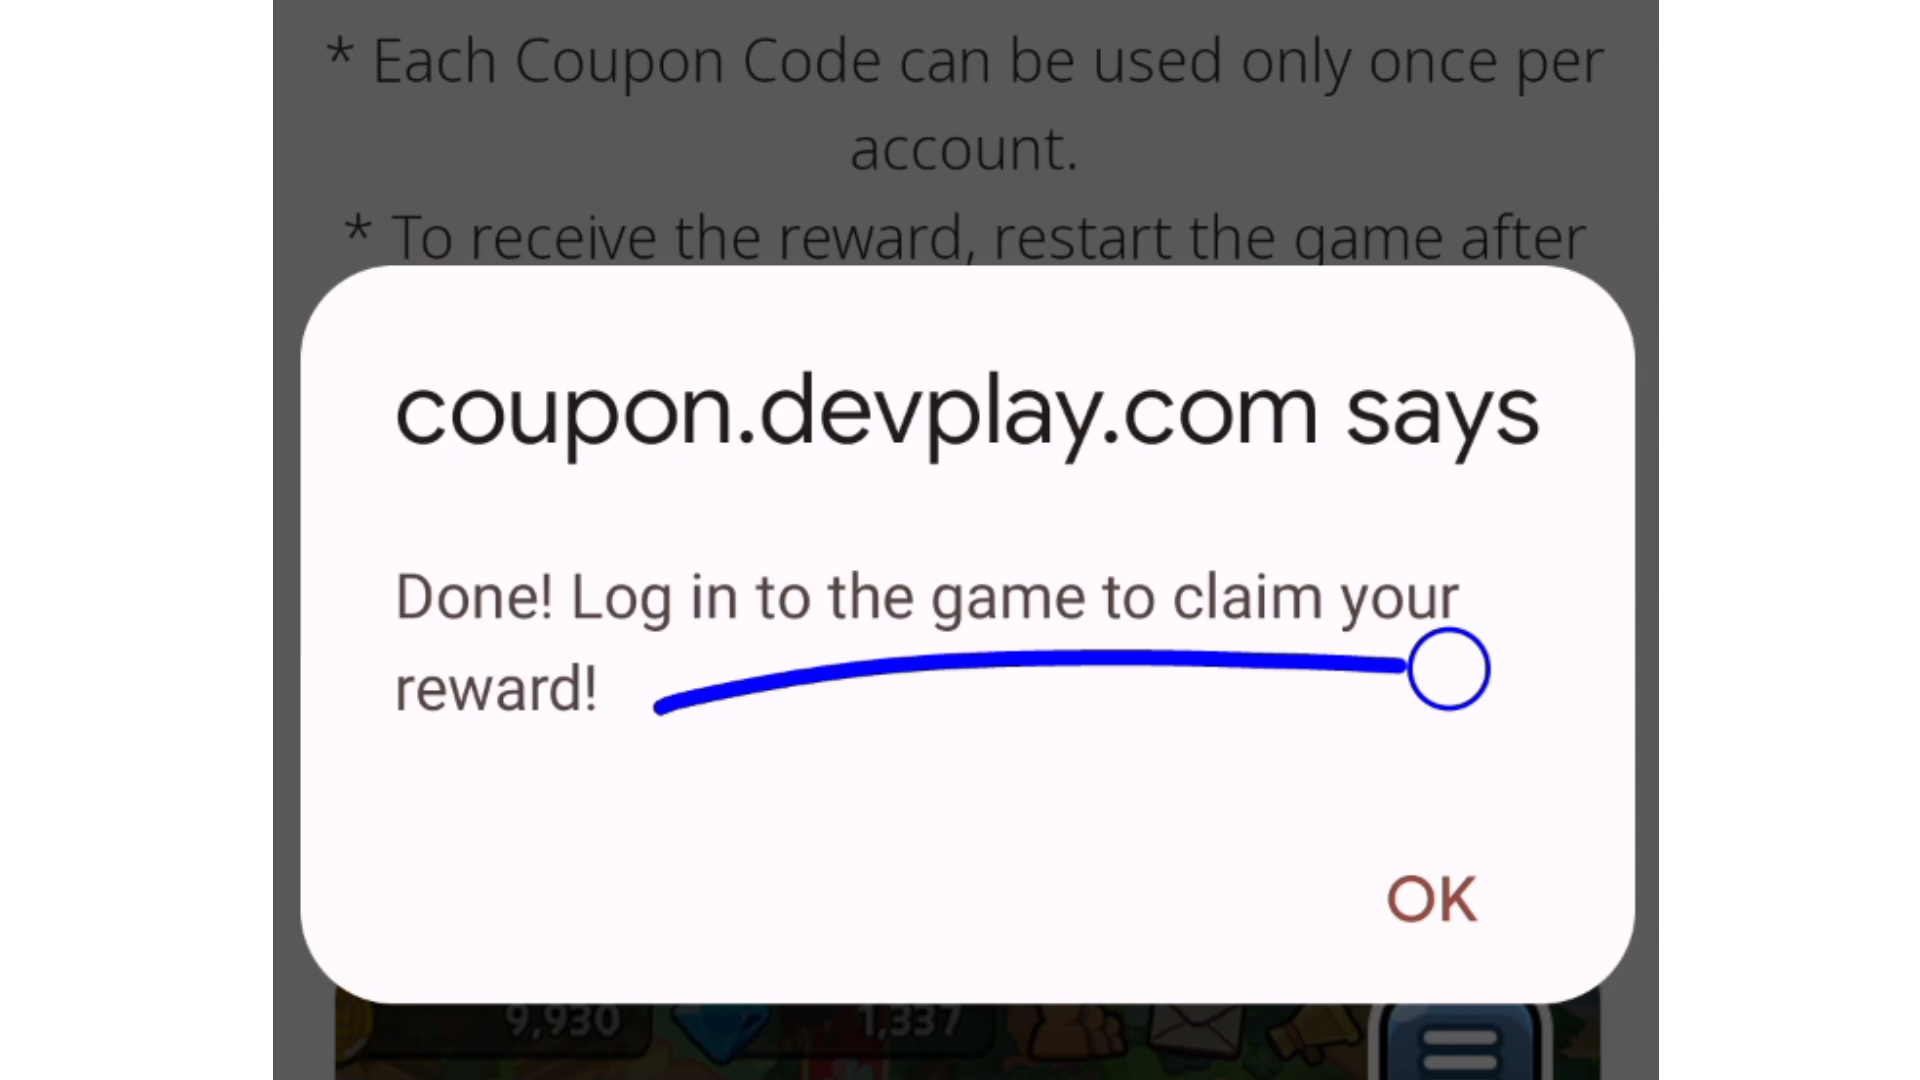 * Each Coupon Code can be used only once per
account.
* To receive the reward, restart the game after
coupon.devplay.com says
Done! Log in to the game to claim your
reward!
OK
9,930 1,337